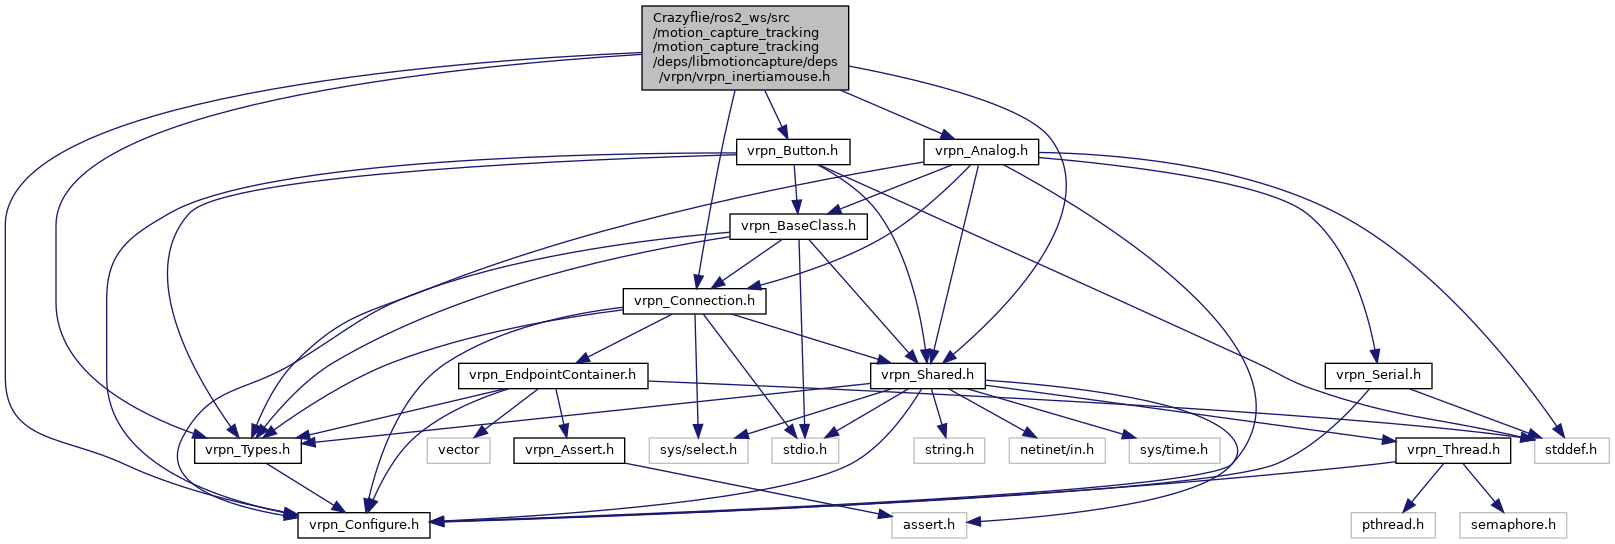 Crazyflie/ros2_ws/src
/motion_capture_tracking
/motion_capture_tracking
/deps/libmotioncapture/deps
/vrpn/vrpn_inertiamouse.h
vrpn_Button.h
vrpn_Analog.h
vrpn_BaseClass.h
vrpn_Connection.h
vrpn_EndpointContainer.h
vrpn_Shared.h
vrpn_Serial.h
vrpn_Types.h
vector
vrpn_Assert.h
sys/select.h
stdio.h
string.h
netinet/in.h
sys/time.h
vrpn_Thread.h
stddef.h
vrpn_Configure.h
assert.h
pthread.h
semaphore.h